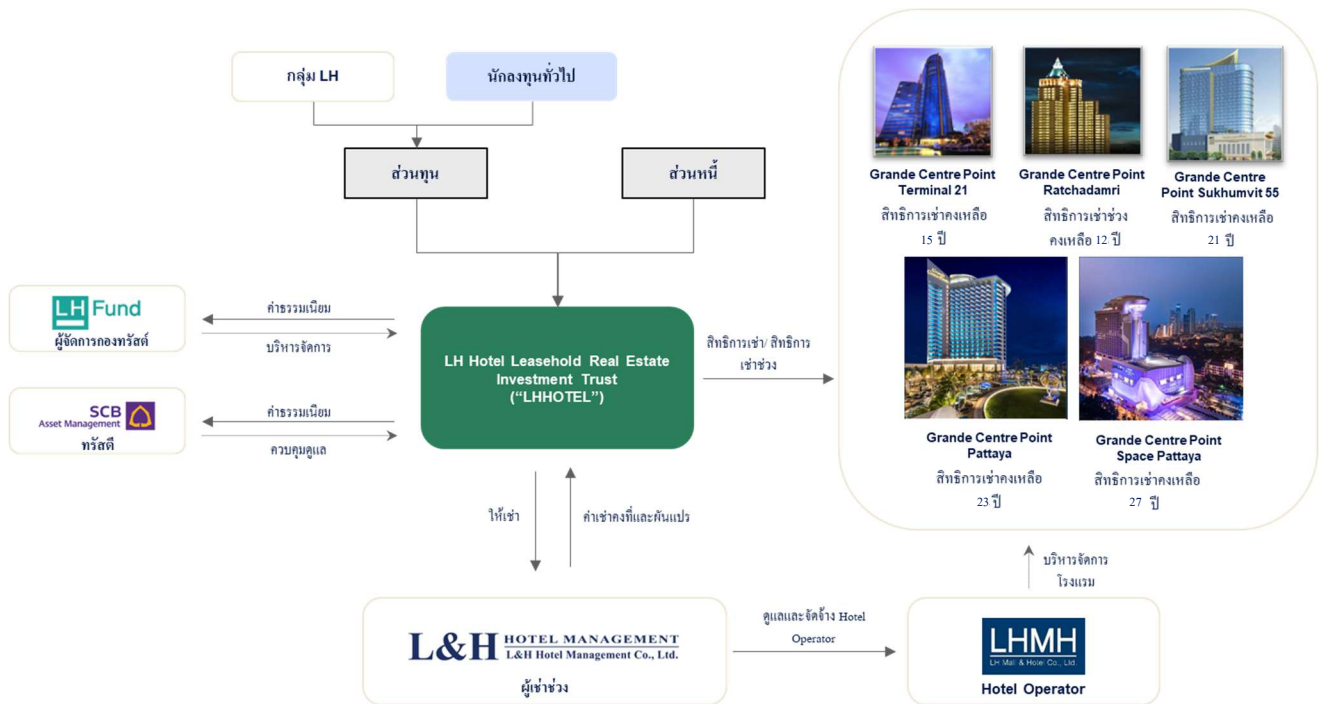 กลุ่ม LH
นักลงทุนทั่วไป
ส่วนทุน
ส่วนหนี้
LH Fund
ผู้จัดการกองทรัสต์
ค่าธรรมเนียม
บริหารจัดการ
SCB
Asset Management
ทรัสตี
ค่าธรรมเนียม
ควบคุมดูแล
LH Hotel Leasehold Real Estate
Investment Trust
(“LHHOTEL”)
สิทธิการเช่า/ สิทธิการ
เช่าช่วง
Grande Centre Point
Terminal 21
สิทธิการเช่าคงเหลือ
15 ปี
Grande Centre Point
Ratchadamri
สิทธิการเช่าช่วง
คงเหลือ 12 ปี
Grande Centre
Point Sukhumvit 55
สิทธิการเช่าคงเหลือ
21 ปี
Grande Centre Point
Pattaya
สิทธิการเช่าคงเหลือ
23 ปี
Grande Centre Point
Space Pattaya
สิทธิการเช่าคงเหลือ
27 ปี
ให้เช่า
ค่าเช่าคงที่และผันแปร
L&H HOTEL MANAGEMENT
L&H Hotel Management Co., Ltd.
ผู้เช่าช่วง
ดูแลและจัดจ้าง Hotel
Operator
บริหารจัดการ
โรงแรม
LHMH
LH Mall & Hotel Co., Ltd.
Hotel Operator